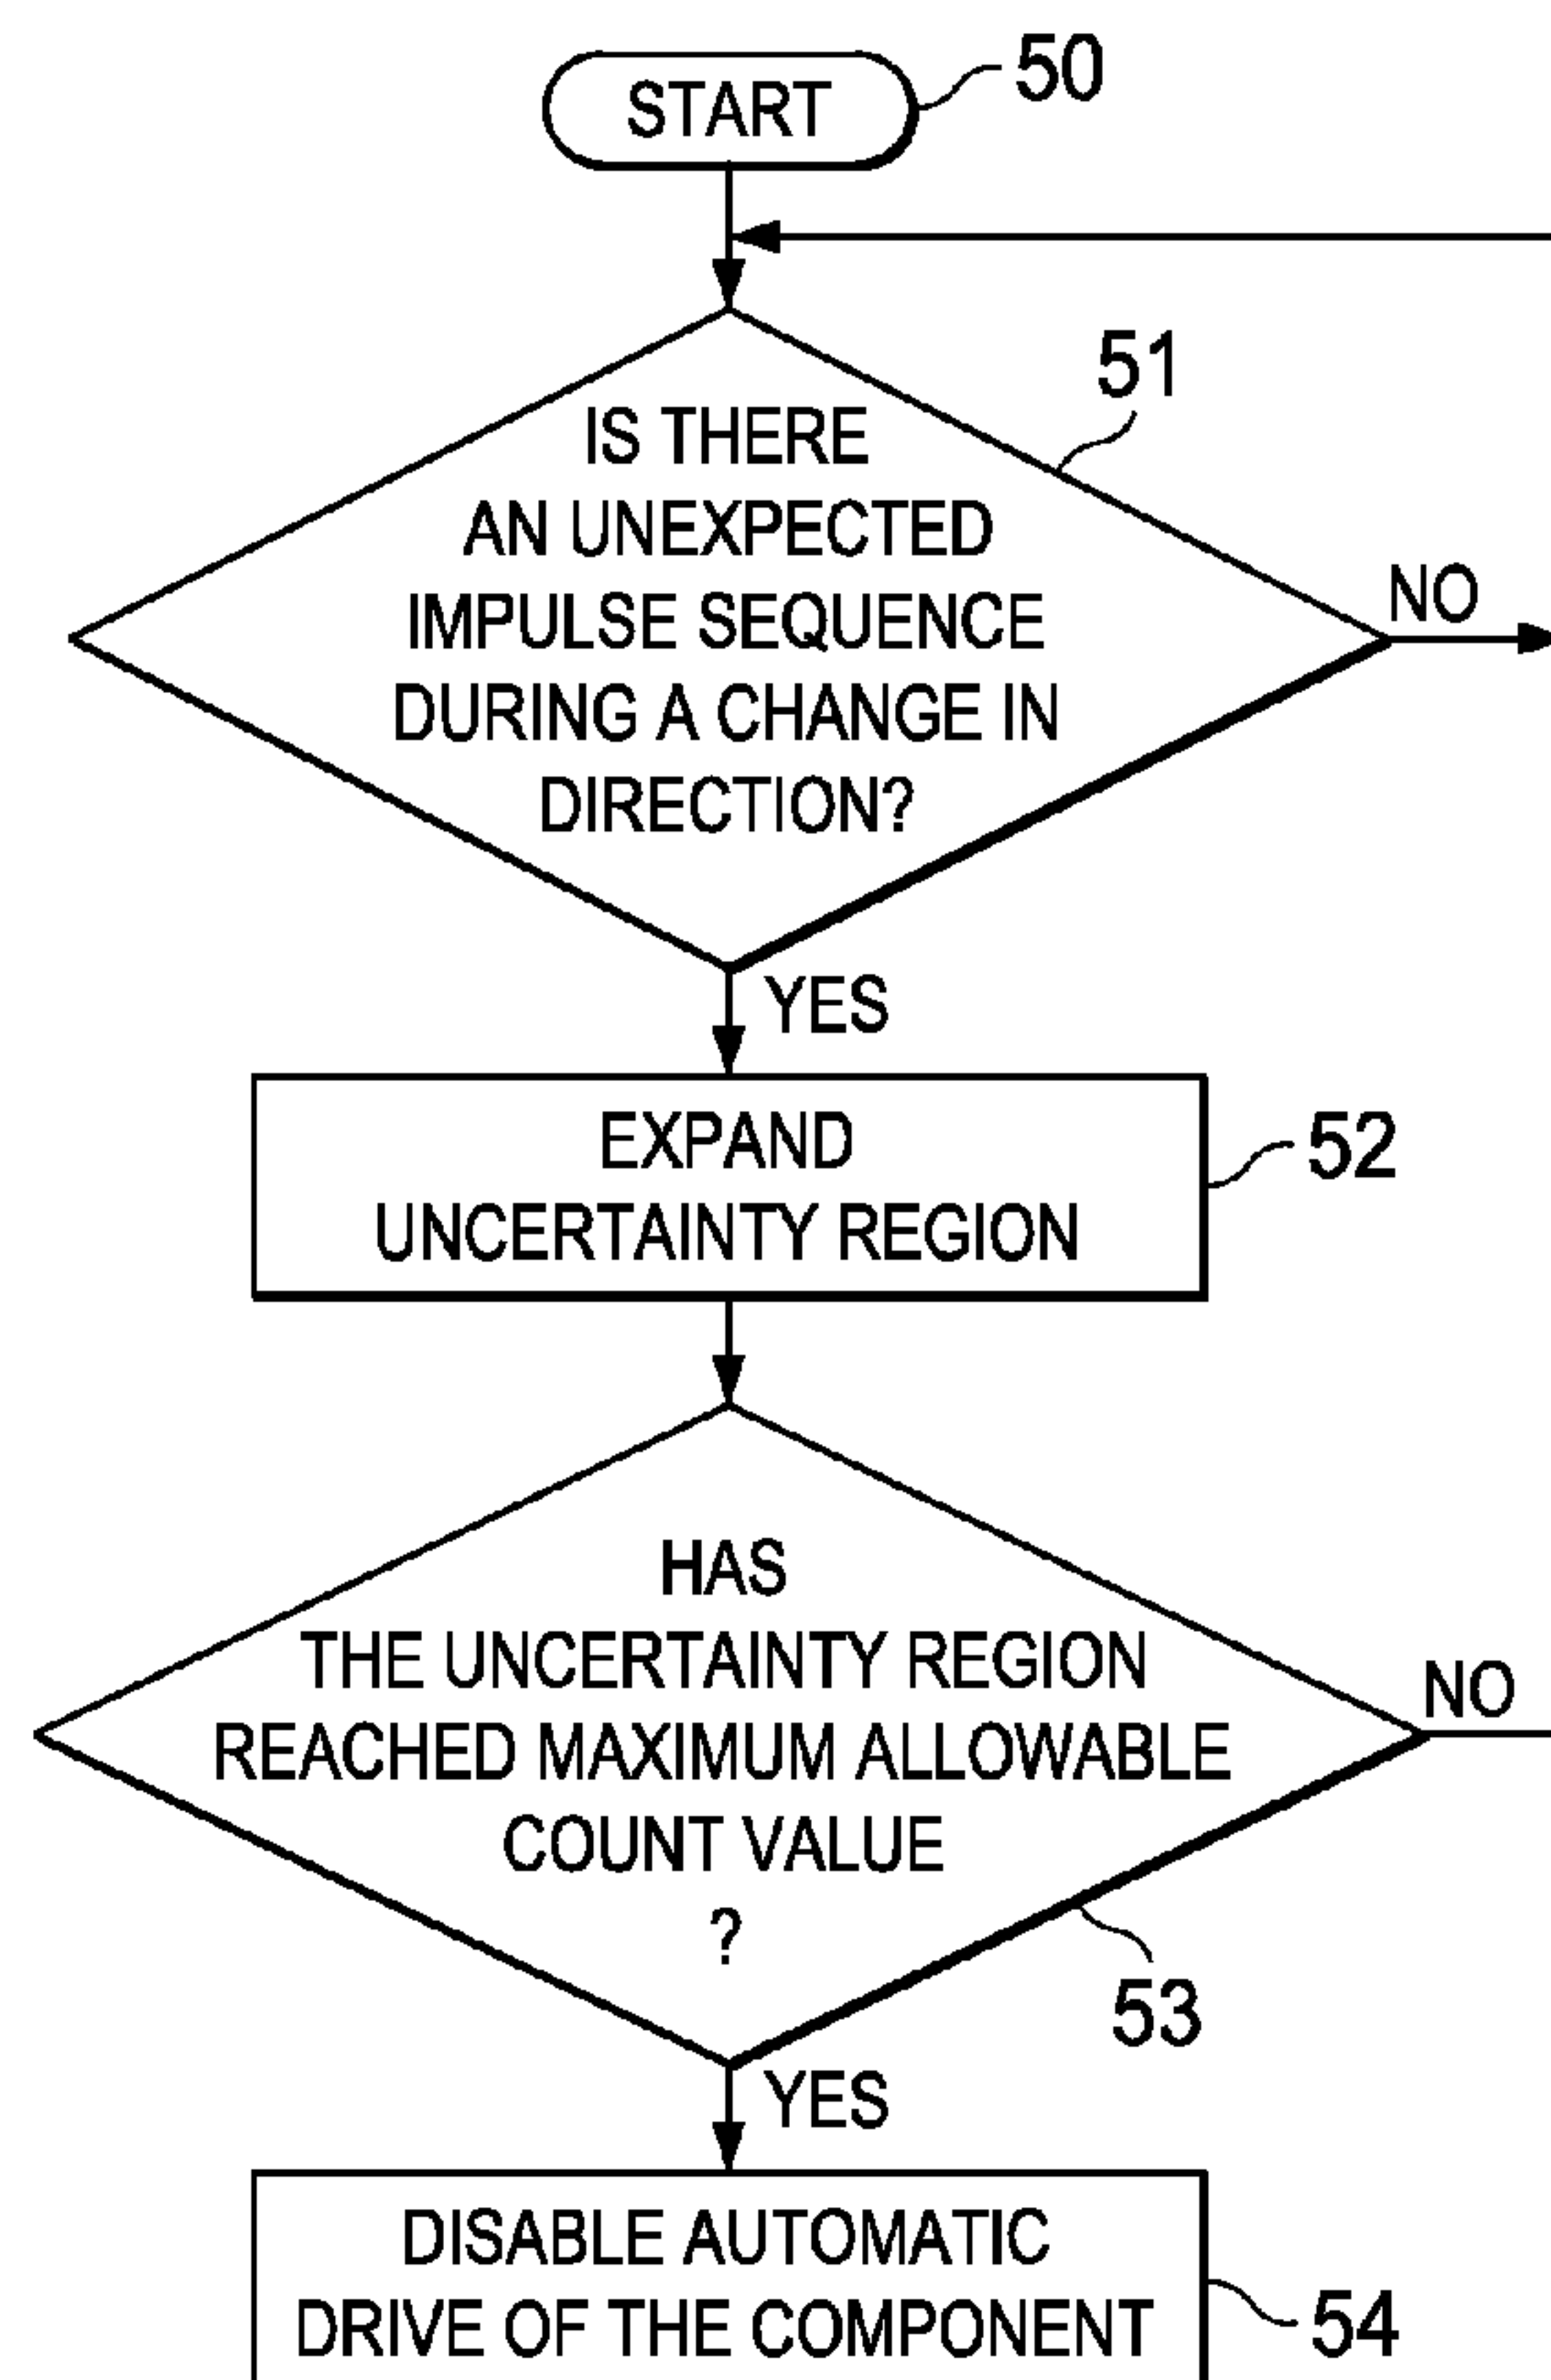 START
50
51
IS THERE
AN UNEXPECTED
IMPULSE SEQUENCE
DURING A CHANGE IN
DIRECTION?
NO
YES
EXPAND
UNCERTAINTY REGION
52
HAS
THE UNCERTAINTY REGION
REACHED MAXIMUM ALLOWABLE
COUNT VALUE
?
NO
53
YES
DISABLE AUTOMATIC
DRIVE OF THE COMPONENT
54